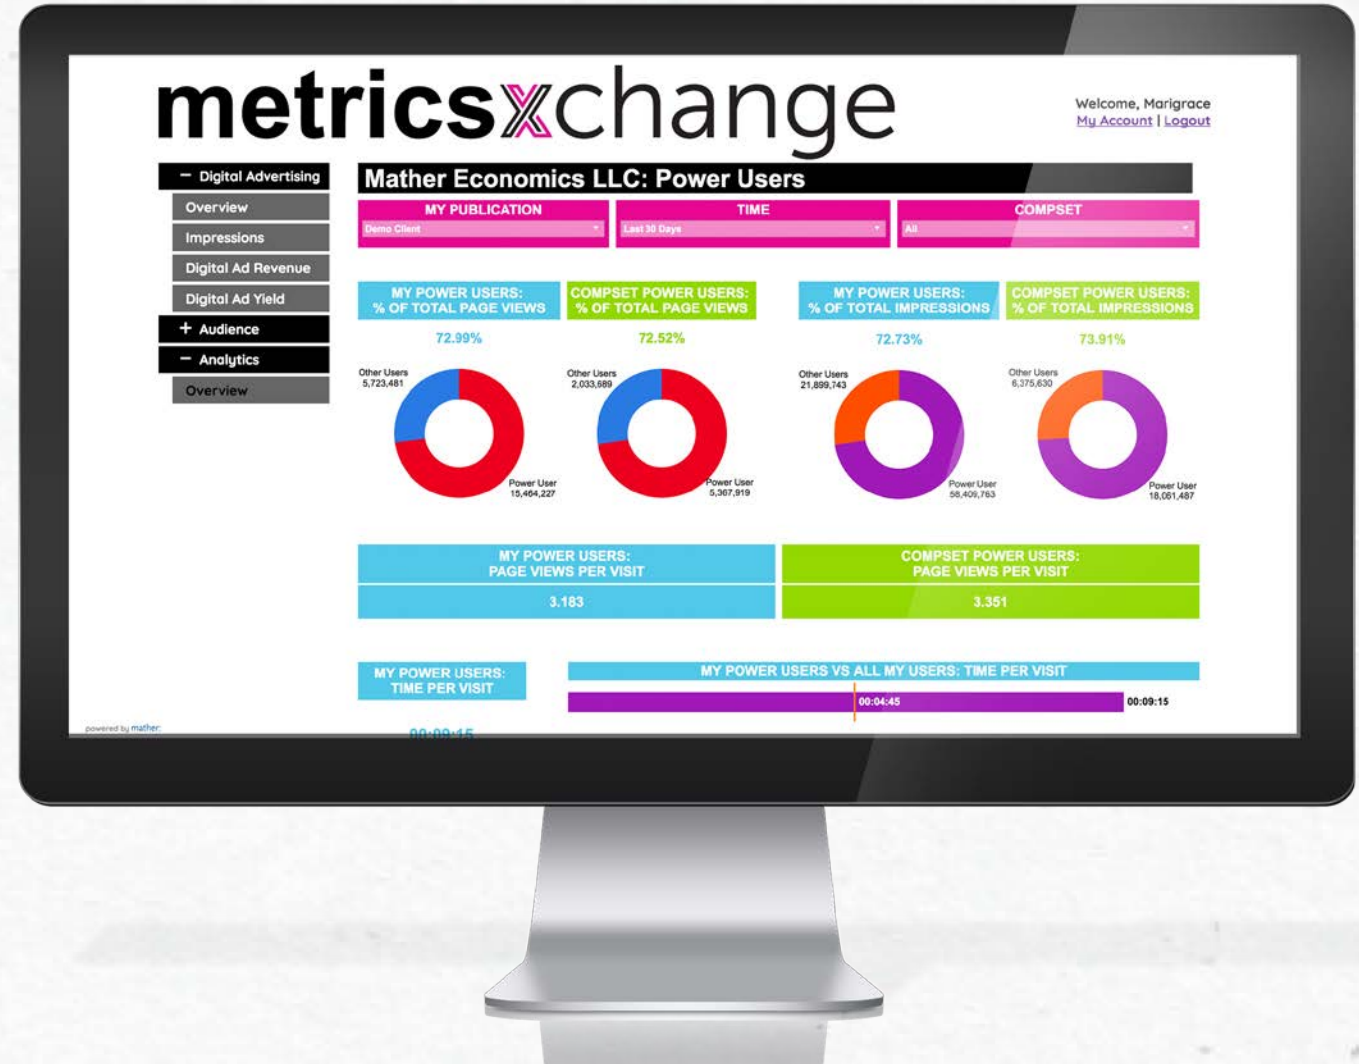 metricsxchange
Welcome, Marigrace
My Account | Logout
− Digital Advertising
Overview
Impressions
Digital Ad Revenue
Digital Ad Yield
+ Audience
− Analytics
Overview
Mather Economics LLC: Power Users
MY PUBLICATION
Demo Client
TIME
Last 30 Days
COMPSET
All
MY POWER USERS:
% OF TOTAL PAGE VIEWS
72.99%
Other Users
5,723,481
Power User
15,464,227
COMPSET POWER USERS:
% OF TOTAL PAGE VIEWS
72.52%
Other Users
2,033,689
Power User
5,367,919
MY POWER USERS:
% OF TOTAL IMPRESSIONS
72.73%
Other Users
21,899,743
Power User
58,409,763
COMPSET POWER USERS:
% OF TOTAL IMPRESSIONS
73.91%
Other Users
6,375,630
Power User
18,061,487
MY POWER USERS:
PAGE VIEWS PER VISIT
3.183
COMPSET POWER USERS:
PAGE VIEWS PER VISIT
3.351
MY POWER USERS:
TIME PER VISIT
00:09:15
MY POWER USERS VS ALL MY USERS: TIME PER VISIT
00:04:45
00:09:15
powered by mather: